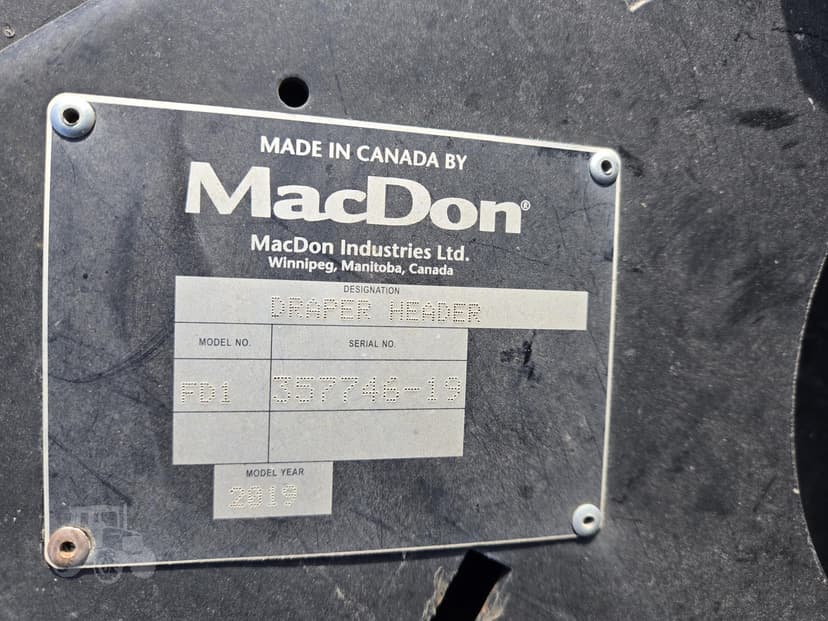 MADE IN CANADA BY
MacDon®
MacDon Industries Ltd.
Winnipeg, Manitoba, Canada
DESIGNATION
DRAPER HEADER
MODEL NO. SERIAL NO.
FD1 357746-19
MODEL YEAR
2019